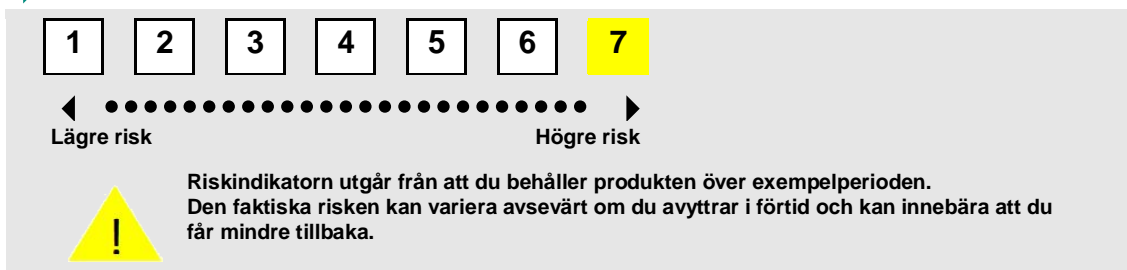 1 2 3 4 5 6 7
Lägre risk Högre risk
Riskindikatorn utgår från att du behåller produkten över exempelperioden.
Den faktiska risken kan variera avsevärt om du avyttrar i förtid och kan innebära att du
får mindre tillbaka.
!